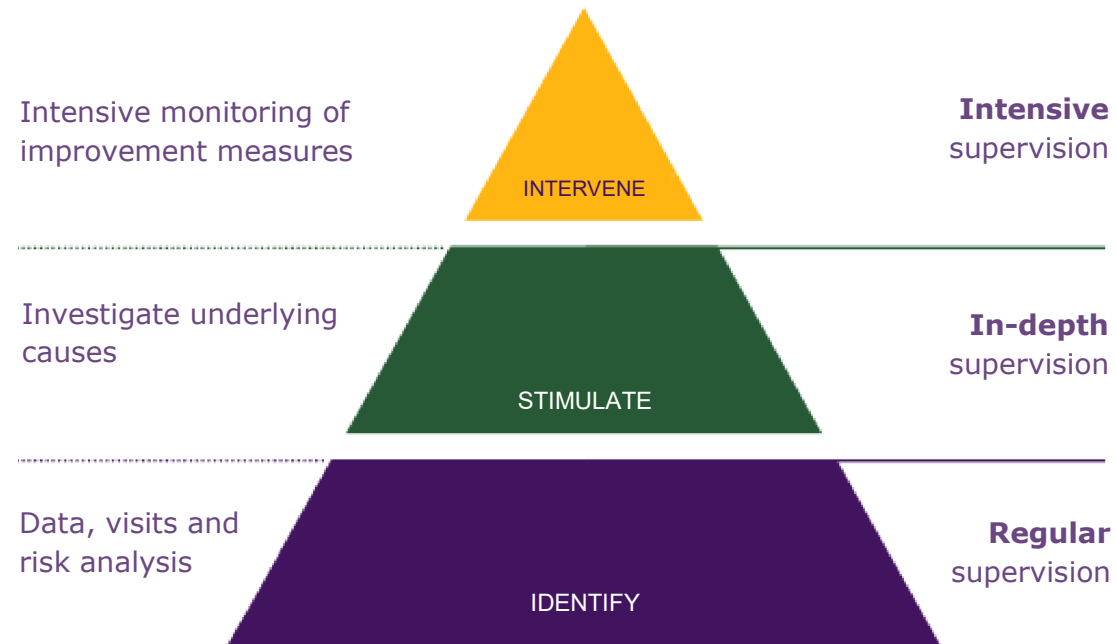 Intensive monitoring of
improvement measures
INTERVENE
Intensive
supervision
Investigate underlying
causes
STIMULATE
In-depth
supervision
Data, visits and
risk analysis
IDENTIFY
Regular
supervision